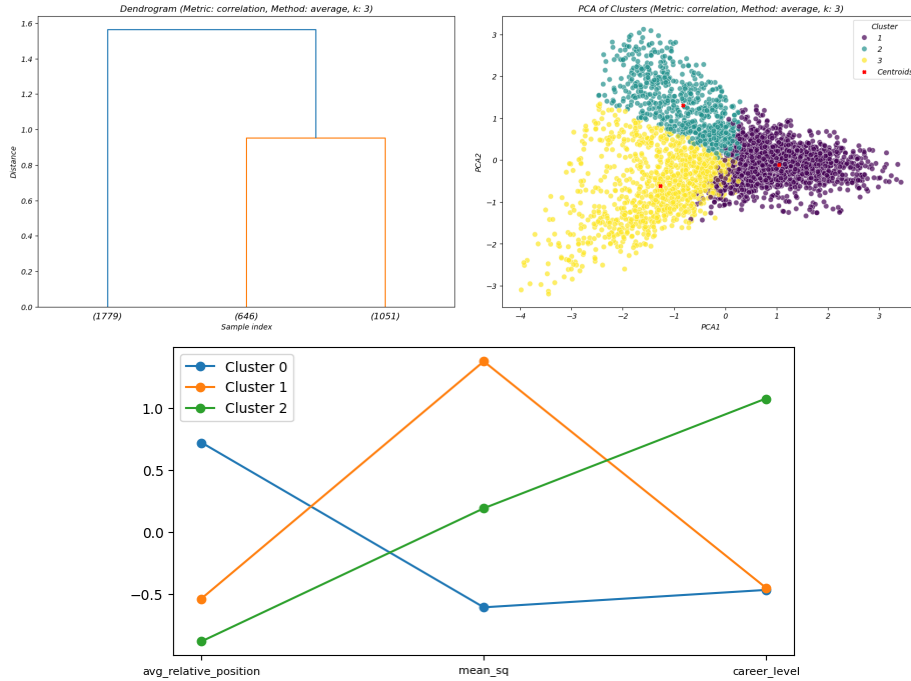 Dendrogram (Metric: correlation, Method: average, k: 3)
1.6
1.4
1.2
1.0
0.8
0.6
0.4
0.2
0.0
Distance
(1779) (646) (1051)
Sample index
PCA of Clusters (Metric: correlation, Method: average, k: 3)
Cluster
1
2
3
Centroids
3
2
1
0
−1
−2
−3
PCA2
−4 −3 −2 −1 0 1 2 3
PCA1
Cluster 0
Cluster 1
Cluster 2
1.0
0.5
0.0
−0.5
avg_relative_position mean_sq career_level